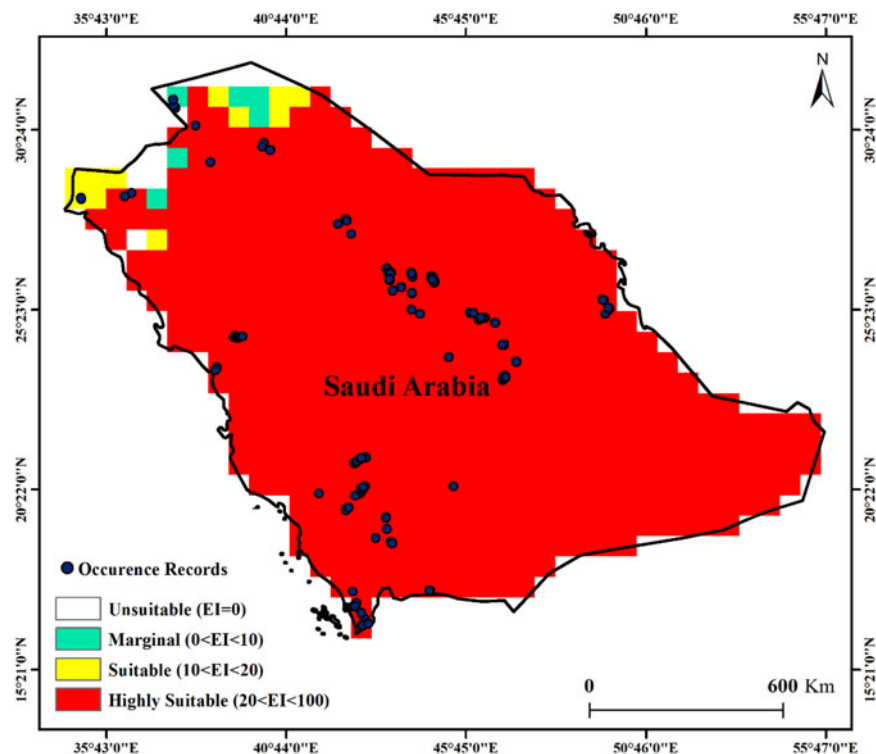 35°43'0"E 40°44'0"E 45°45'0"E 50°46'0"E 55°47'0"E
N
30°24'0"N 30°24'0"N
25°23'0"N 25°23'0"N
Saudi Arabia
20°22'0"N 20°22'0"N
Occurence Records
Unsuitable (EI=0)
Marginal (0<EI<10)
15°21'0"N 15°21'0"N
Suitable (10<EI<20)
0 600 Km
Highly Suitable (20<EI<100)
35°43'0"E 40°44'0"E 45°45'0"E 50°46'0"E 55°47'0"E